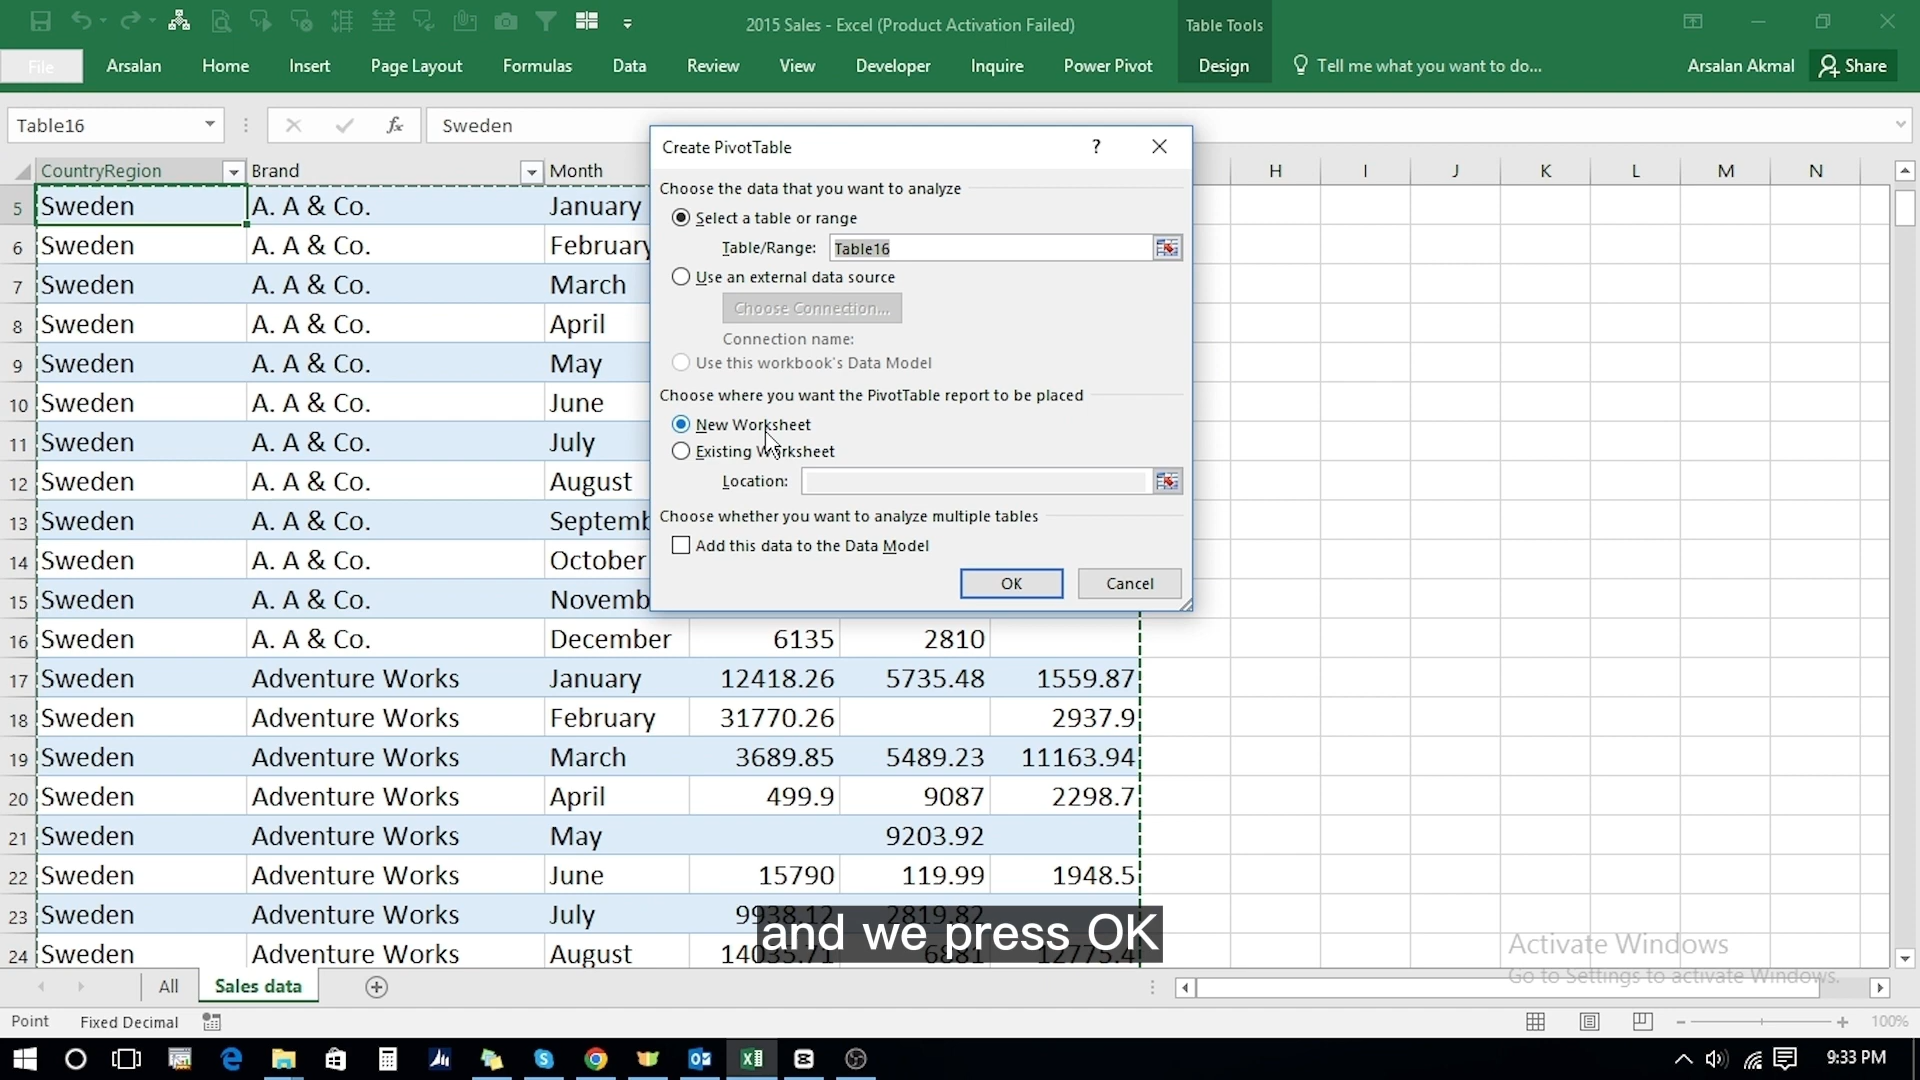 2015 Sales - Excel (Product Activation Failed)
Table Tools
File
Arsalan
Home
Insert
Page Layout
Formulas
Data
Review
View
Developer
Inquire
Power Pivot
Design
Tell me what you want to do...
Arsalan Akmal
Share
Table16
fx
Sweden
CountryRegion
Brand
Month
H
I
J
K
L
M
N
5 Sweden A. A & Co. January
6 Sweden A. A & Co. February
7 Sweden A. A & Co. March
8 Sweden A. A & Co. April
9 Sweden A. A & Co. May
10 Sweden A. A & Co. June
11 Sweden A. A & Co. July
12 Sweden A. A & Co. August
13 Sweden A. A & Co. Septemb
14 Sweden A. A & Co. October
15 Sweden A. A & Co. Novemb
16 Sweden A. A & Co. December 6135 2810
17 Sweden Adventure Works January 12418.26 5735.48 1559.87
18 Sweden Adventure Works February 31770.26 2937.9
19 Sweden Adventure Works March 3689.85 5489.23 11163.94
20 Sweden Adventure Works April 499.9 9087 2298.7
21 Sweden Adventure Works May 9203.92
22 Sweden Adventure Works June 15790 119.99 1948.5
23 Sweden Adventure Works July 9938.12 2819.82
24 Sweden Adventure Works August 14035.71 6881 12775.4
Create PivotTable
?
Choose the data that you want to analyze
Select a table or range
Table/Range: Table16
Use an external data source
Choose Connection...
Connection name:
Use this workbook's Data Model
Choose where you want the PivotTable report to be placed
New Worksheet
Existing Worksheet
Location:
Choose whether you want to analyze multiple tables
Add this data to the Data Model
OK
Cancel
and we press OK
Activate Windows
Go to Settings to activate Windows.
All
Sales data
Point
Fixed Decimal
100%
9:33 PM